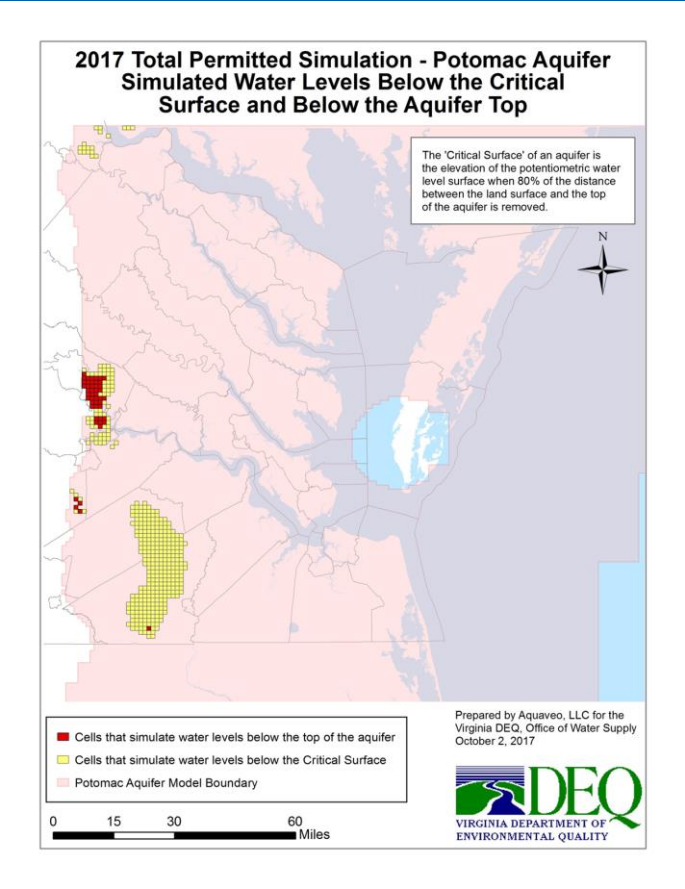 2017 Total Permitted Simulation - Potomac Aquifer
Simulated Water Levels Below the Critical
Surface and Below the Aquifer Top
The 'Critical Surface' of an aquifer is
the elevation of the potentiometric water
level surface when 80% of the distance
between the land surface and the top
of the aquifer is removed.
N
Cells that simulate water levels below the top of the aquifer
Cells that simulate water levels below the Critical Surface
Potomac Aquifer Model Boundary
0 15 30 60
Miles
Prepared by Aquaveo, LLC for the
Virginia DEQ, Office of Water Supply
October 2, 2017
DEQ
VIRGINIA DEPARTMENT OF
ENVIRONMENTAL QUALITY